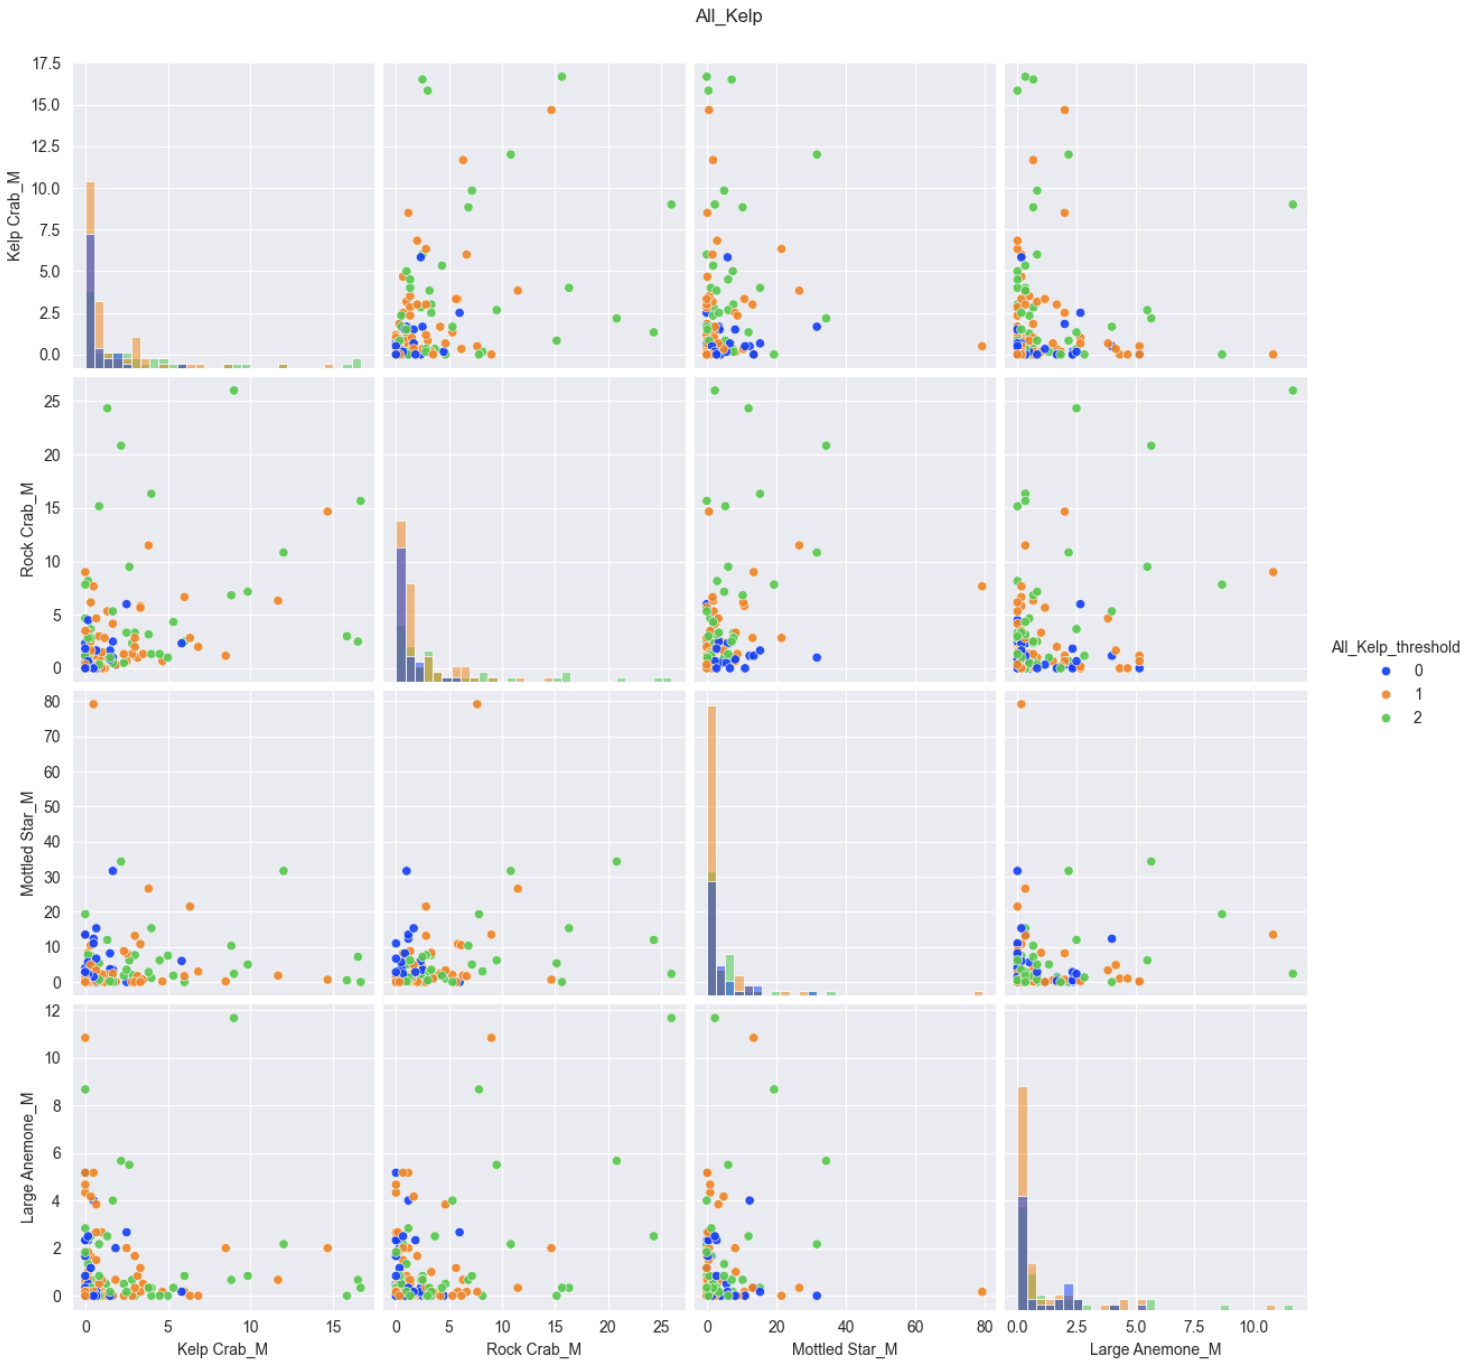 All_Kelp
17.5
15.0
12.5
10.0
7.5
5.0
2.5
0.0
Kelp Crab_M
25
20
15
10
5
0
Rock Crab_M
80
70
60
50
40
30
20
10
0
Mottled Star_M
12
10
8
6
4
2
0
Large Anemone_M
0 5 10 15
Kelp Crab_M
0 5 10 15 20 25
Rock Crab_M
0 20 40 60 80
Mottled Star_M
0.0 2.5 5.0 7.5 10.0
Large Anemone_M
All_Kelp_threshold
0
1
2